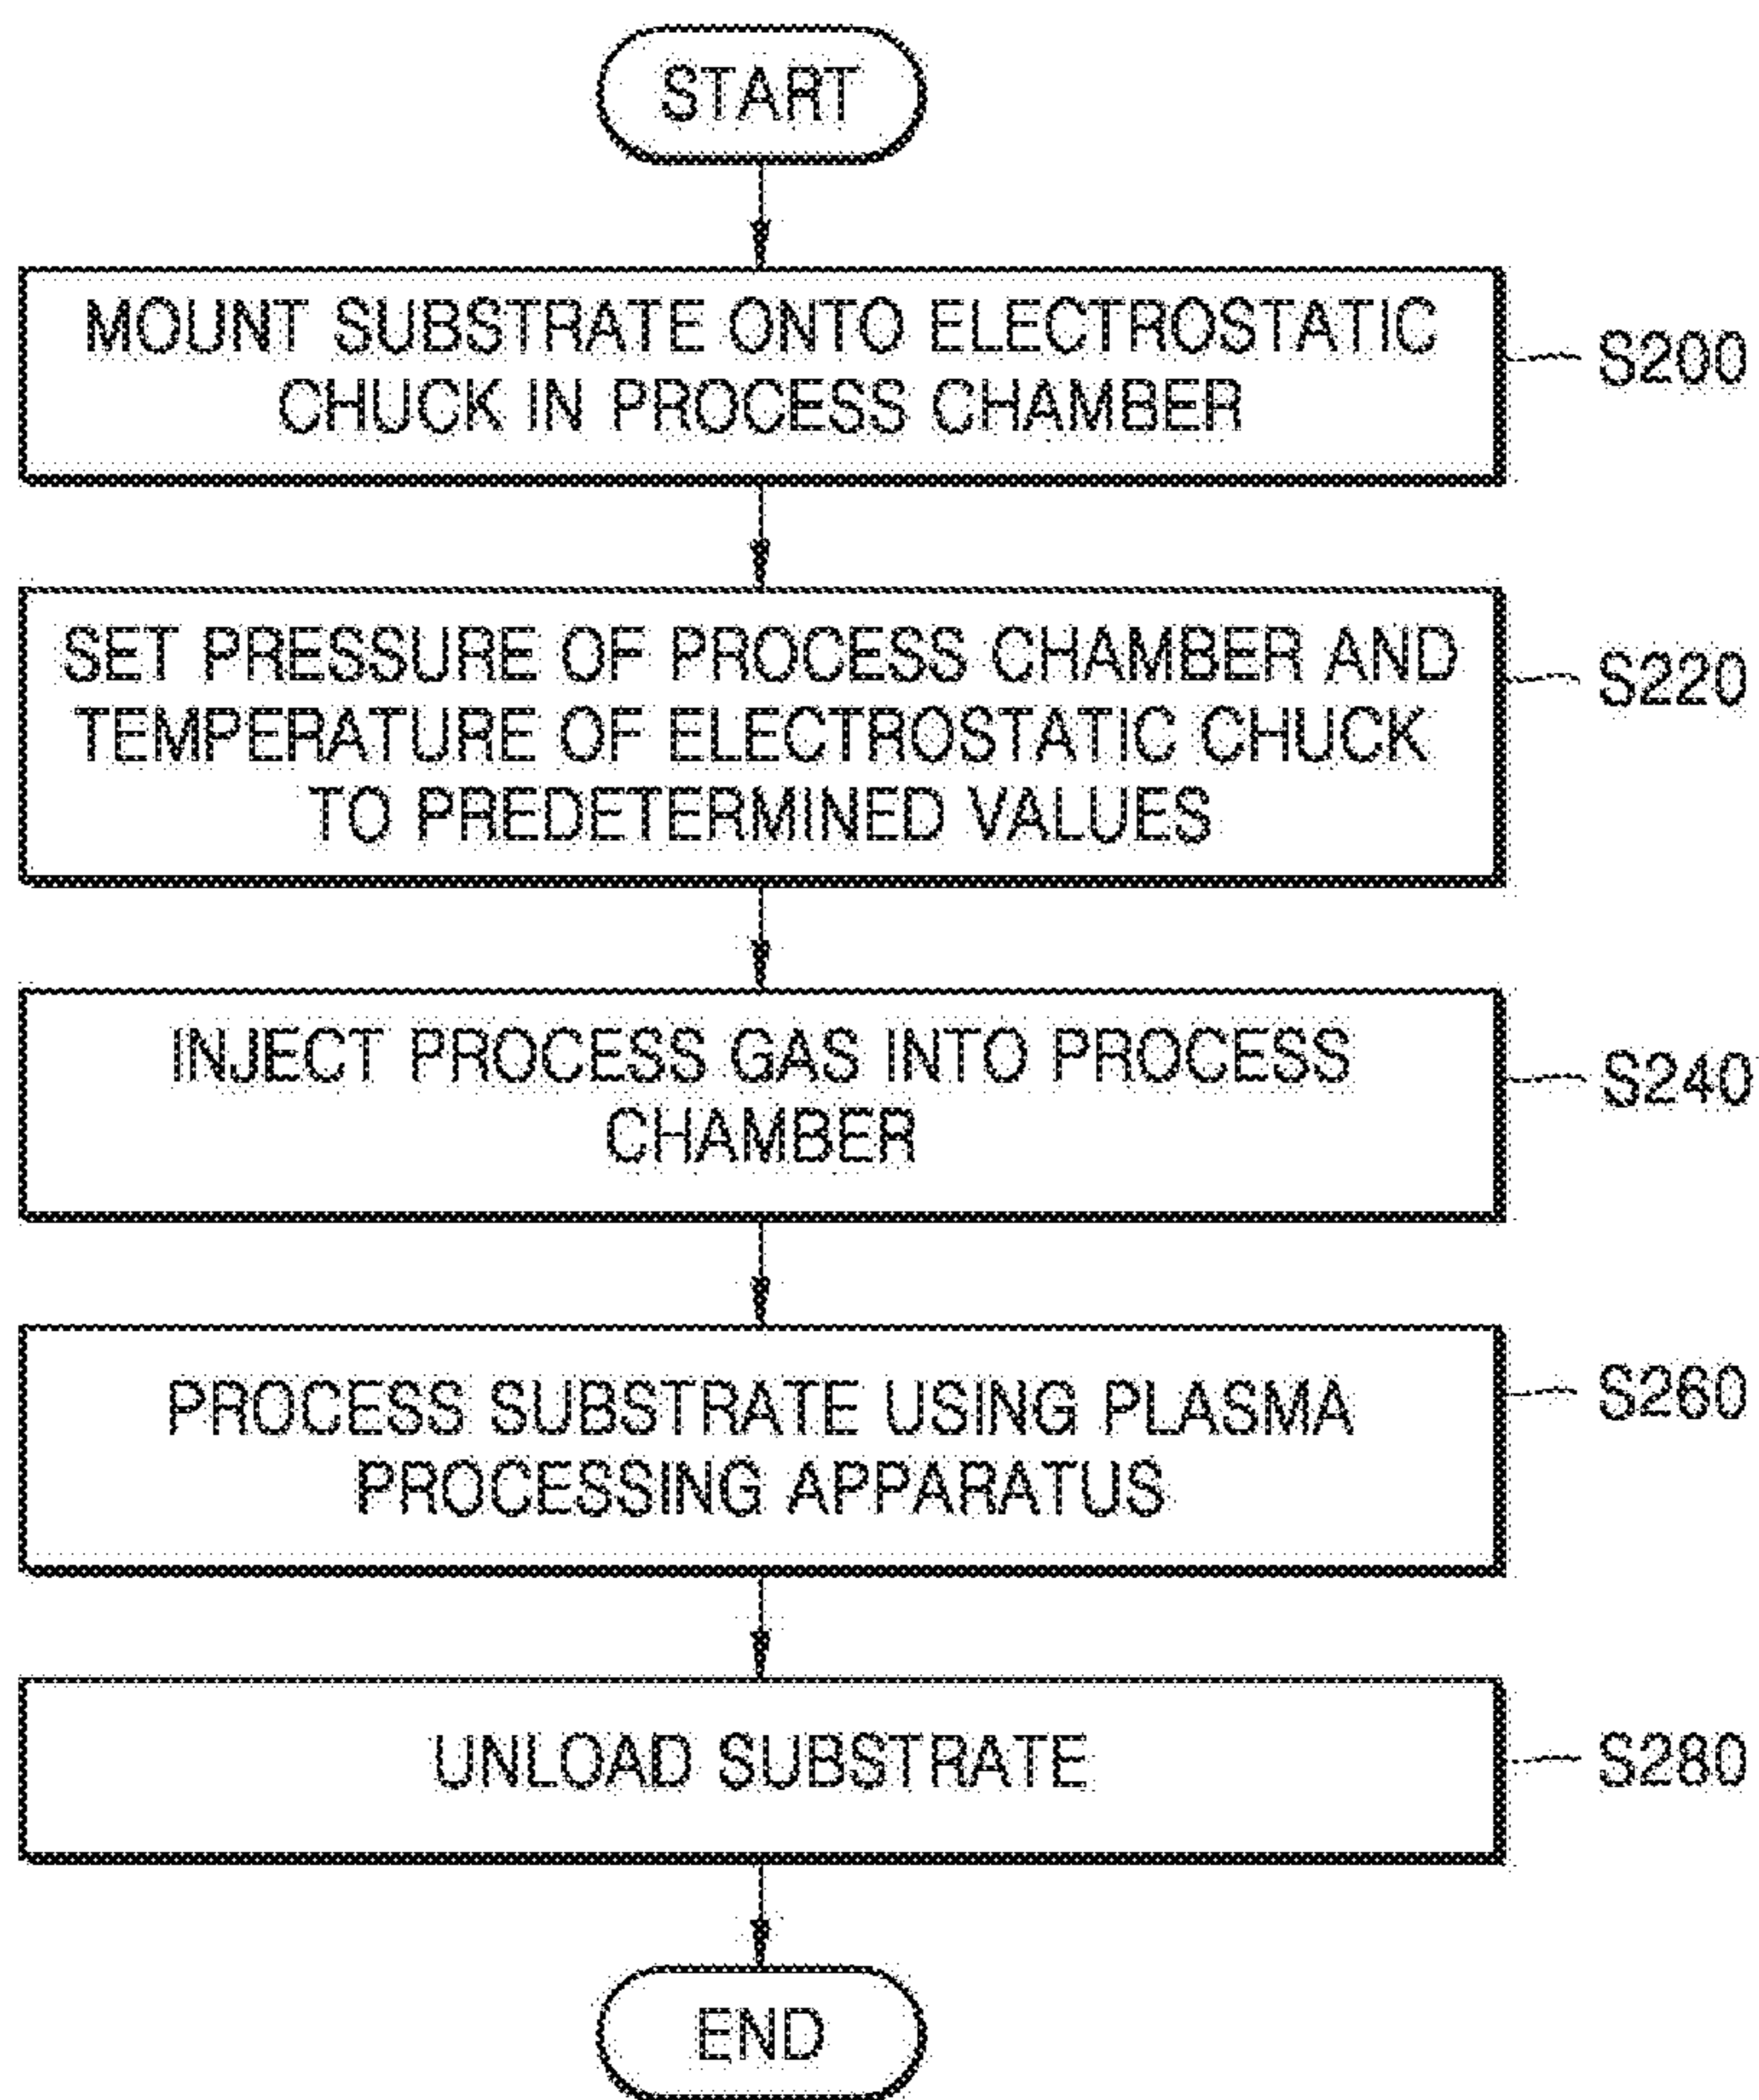 START
MOUNT SUBSTRATE ONTO ELECTROSTATIC
CHUCK IN PROCESS CHAMBER
S200
SET PRESSURE OF PROCESS CHAMBER AND
TEMPERATURE OF ELECTROSTATIC CHUCK
TO PREDETERMINED VALUES
S220
INJECT PROCESS GAS INTO PROCESS
CHAMBER
S240
PROCESS SUBSTRATE USING PLASMA
PROCESSING APPARATUS
S260
UNLOAD SUBSTRATE
S280
END